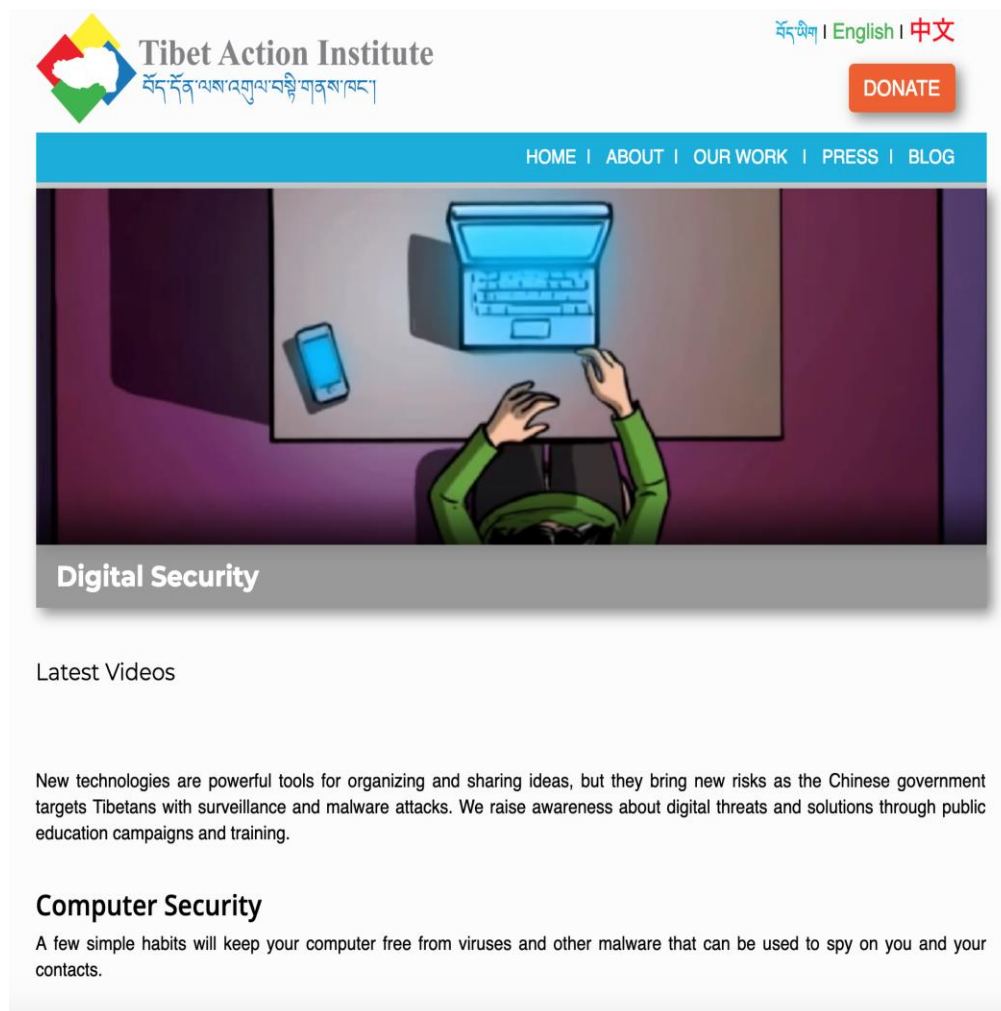 བོད་ཡིག | English | 中文
Tibet Action Institute
བོད་དོན་ལས་འགུལ་བསྟི་གནས་ཁང་།
DONATE
HOME | ABOUT | OUR WORK | PRESS | BLOG
Digital Security
Latest Videos
New technologies are powerful tools for organizing and sharing ideas, but they bring new risks as the Chinese government
targets Tibetans with surveillance and malware attacks. We raise awareness about digital threats and solutions through public
education campaigns and training.
Computer Security
A few simple habits will keep your computer free from viruses and other malware that can be used to spy on you and your
contacts.